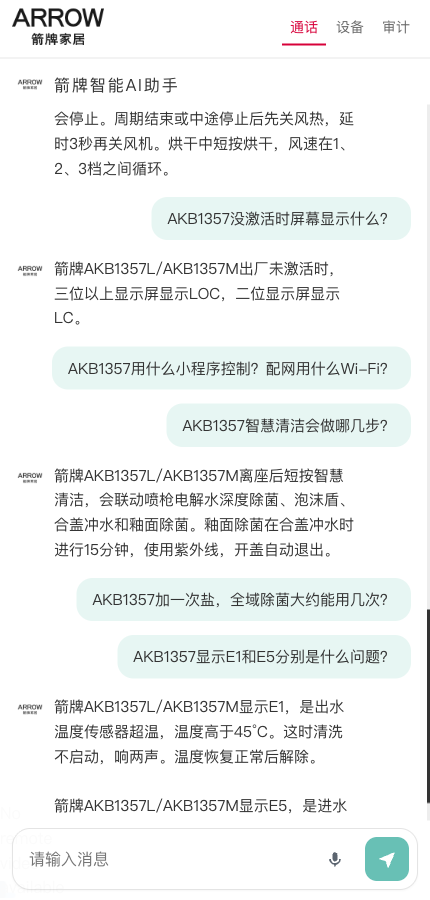 ARROW
箭牌家居
通话 设备 审计
ARROW
箭牌家居
箭牌智能AI助手
会停止。周期结束或中途停止后先关风热，延
时3秒再关风机。烘干中短按烘干，风速在1、
2、3档之间循环。
AKB1357没激活时屏幕显示什么？
ARROW
箭牌家居
箭牌AKB1357L/AKB1357M出厂未激活时，
三位以上显示屏显示LOC，二位显示屏显示
LC。
AKB1357用什么小程序控制？配网用什么Wi-Fi？
AKB1357智慧清洁会做哪几步？
ARROW
箭牌家居
箭牌AKB1357L/AKB1357M离座后短按智慧
清洁，会联动喷枪电解水深度除菌、泡沫盾、
合盖冲水和釉面除菌。釉面除菌在合盖冲水时
进行15分钟，使用紫外线，开盖自动退出。
AKB1357加一次盐，全域除菌大约能用几次？
AKB1357显示E1和E5分别是什么问题？
ARROW
箭牌家居
箭牌AKB1357L/AKB1357M显示E1，是出水
温度传感器超温，温度高于45°C。这时清洗
不启动，响两声。温度恢复正常后解除。
箭牌AKB1357L/AKB1357M显示E5，是进水
请输入消息